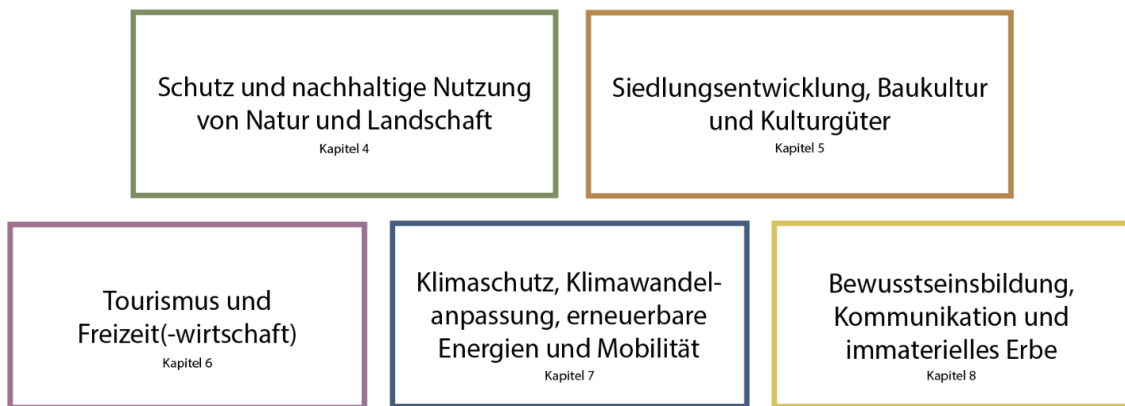 Schutz und nachhaltige Nutzung
von Natur und Landschaft
Kapitel 4
Siedlungsentwicklung, Baukultur
und Kulturgüter
Kapitel 5
Tourismus und
Freizeit(-wirtschaft)
Kapitel 6
Klimaschutz, Klimawandel-
anpassung, erneuerbare
Energien und Mobilität
Kapitel 7
Bewusstseinsbildung,
Kommunikation und
immaterielles Erbe
Kapitel 8